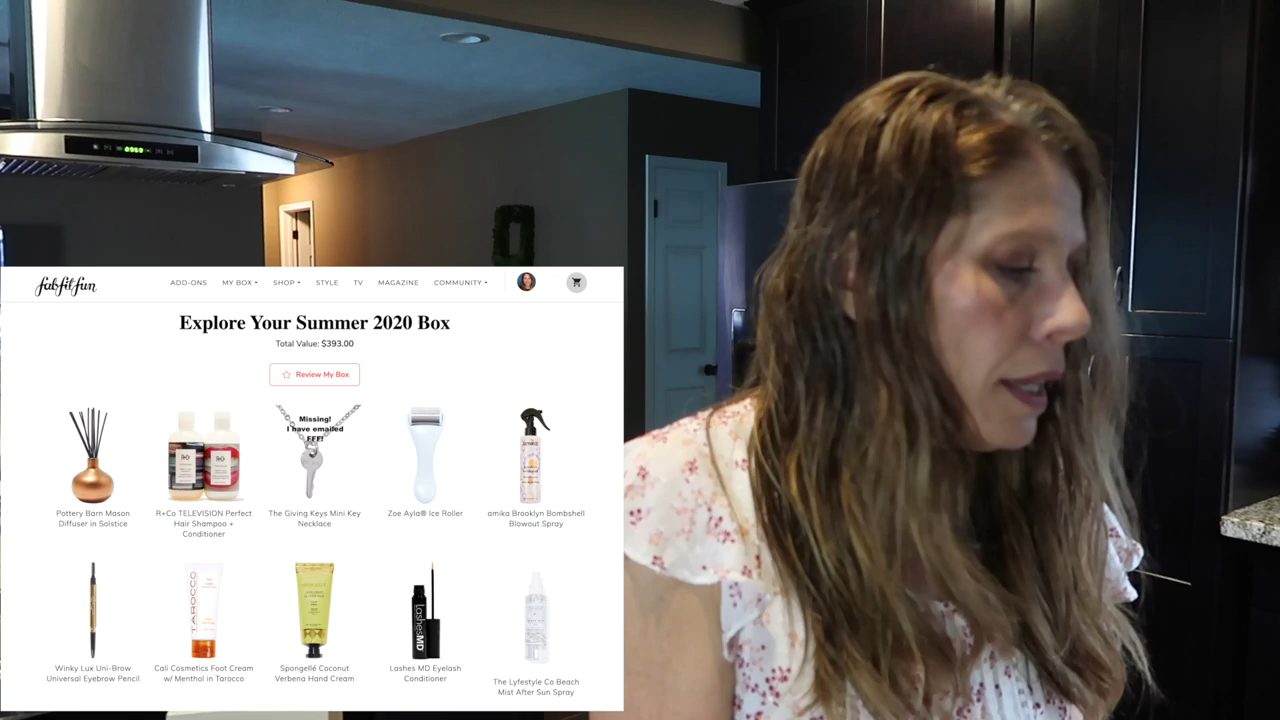 fabfitfun
ADD-ONS MY BOX SHOP STYLE TV MAGAZINE COMMUNITY
Explore Your Summer 2020 Box
Total Value: $393.00
Review My Box
Missing!
I have emailed
FFF!
Pottery Barn Mason
Diffuser in Solstice
R+Co TELEVISION Perfect
Hair Shampoo +
Conditioner
The Giving Keys Mini Key
Necklace
Zoe Ayla® Ice Roller
amika Brooklyn Bombshell
Blowout Spray
TAROCCO
LashesMD
Winky Lux Uni-Brow
Universal Eyebrow Pencil
Cali Cosmetics Foot Cream
w/ Menthol in Tarocco
Spongellé Coconut
Verbena Hand Cream
Lashes MD Eyelash
Conditioner
The Lyfestyle Co Beach
Mist After Sun Spray